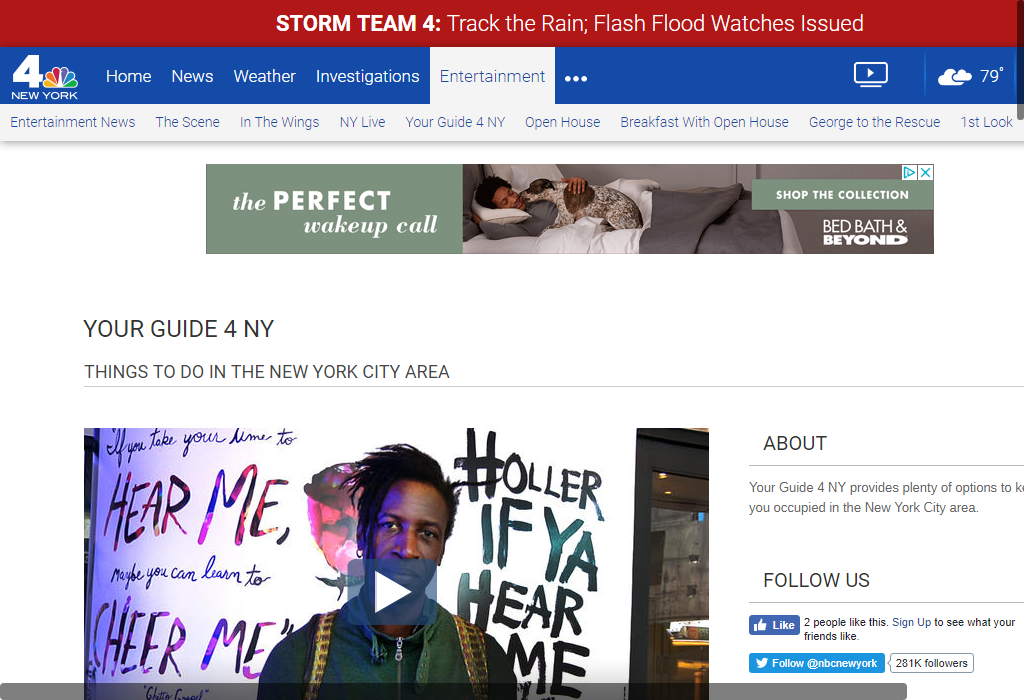 STORM TEAM 4: Track the Rain; Flash Flood Watches Issued
4
NEW YORK
Home News Weather Investigations Entertainment •••
79°
Entertainment News The Scene In The Wings NY Live Your Guide 4 NY Open House Breakfast With Open House George to the Rescue 1st Look
the PERFECT
wakeup call
SHOP THE COLLECTION
BED BATH &
BEYOND
YOUR GUIDE 4 NY
THINGS TO DO IN THE NEW YORK CITY AREA
"If you take your time to
HEAR ME,
Maybe you can learn to
CHEER ME"
"Ghetto Gospel"
HOLLER
IF YA
HEAR
ME
ABOUT
Your Guide 4 NY provides plenty of options to ke
you occupied in the New York City area.
FOLLOW US
Like
2 people like this. Sign Up to see what your
friends like.
Follow @nbcnewyork
281K followers